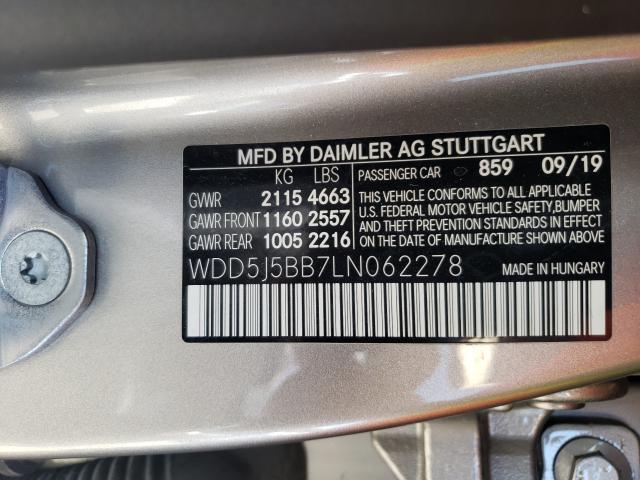 MFD BY DAIMLER AG STUTTGART
KG LBS
GVWR 2115 4663
GAWR FRONT 1160 2557
GAWR REAR 1005 2216
PASSENGER CAR 859 09/19
THIS VEHICLE CONFORMS TO ALL APPLICABLE
U.S. FEDERAL MOTOR VEHICLE SAFETY,BUMPER
AND THEFT PREVENTION STANDARDS IN EFFECT
ON DATE OF MANUFACTURE SHOWN ABOVE.
WDD5J5BB7LN062278 MADE IN HUNGARY